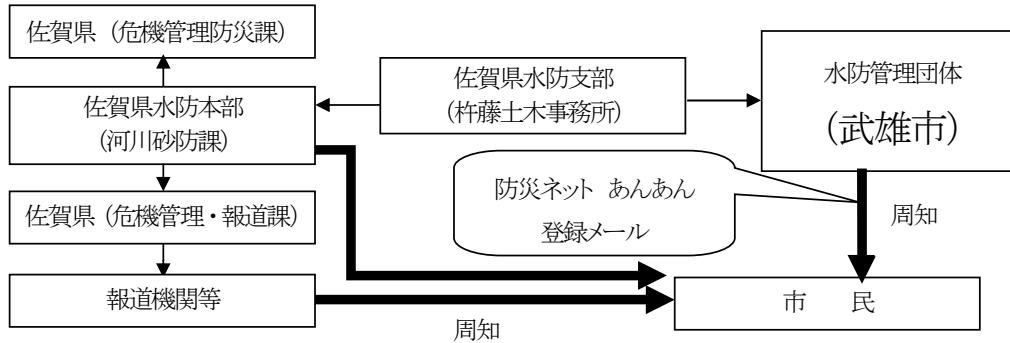 佐賀県（危機管理防災課）
佐賀県水防本部
（河川砂防課）
佐賀県（危機管理・報道課）
報道機関等
佐賀県水防支部
（杵藤土木事務所）
水防管理団体
（武雄市）
防災ネット あんあん
登録メール
周知
市 民
周知